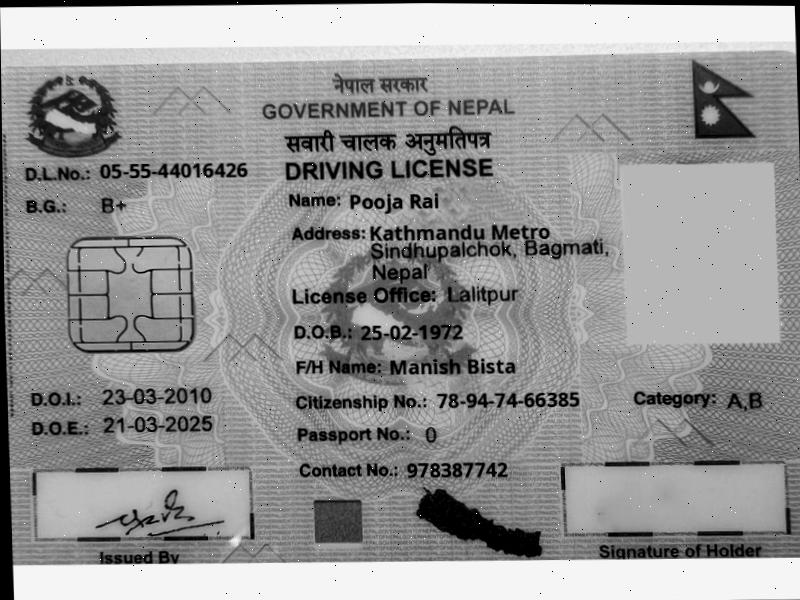 नेपाल सरकार
GOVERNMENT OF NEPAL
सवारी चालक अनुमतिपत्र
DRIVING LICENSE
D.L.No.: 05-55-44016426
B.G.: B+
Name: Pooja Rai
Address: Kathmandu Metro
Sindhupalchok, Bagmati,
Nepal
License Office: Lalitpur
D.O.B.: 25-02-1972
F/H Name: Manish Bista
D.O.I.: 23-03-2010
Citizenship No.: 78-94-74-66385
Category: A,B
D.O.E.: 21-03-2025
Passport No.: 0
Contact No.: 978387742
Issued By
Signature of Holder